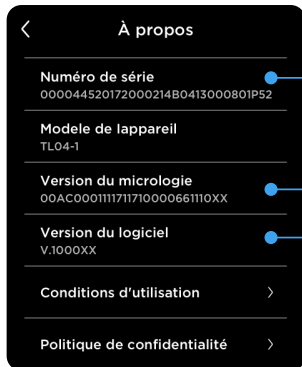 À propos
Numéro de série
000044520172000214B0413000801P52
Modele de lappareil
TL04-1
Version du micrologie
00AC0001111711710000661110XX
Version du logiciel
V.1000XX
Conditions d'utilisation
Politique de confidentialité